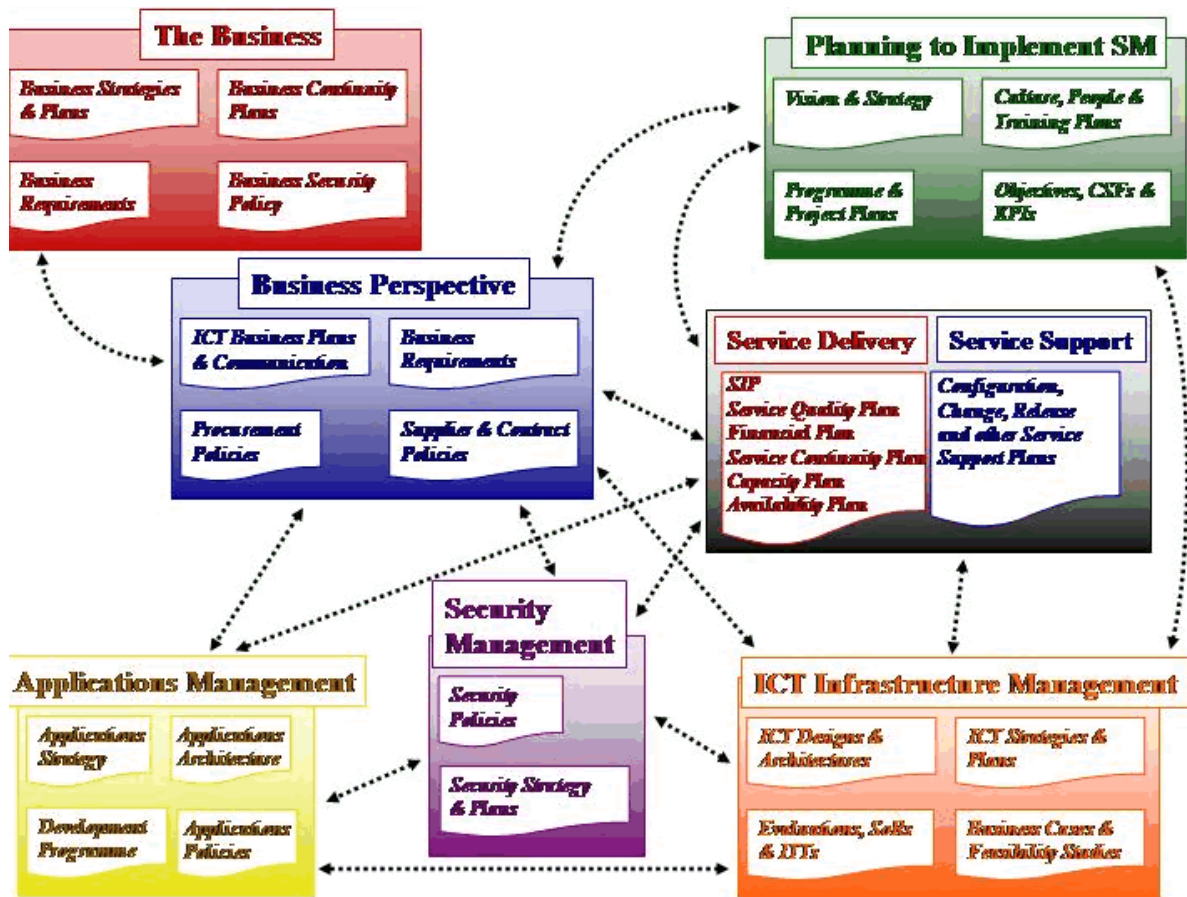 The Business
Business Strategies
& Plans
Business Continuity
Plans
Business
Requirements
Business Security
Policy
Planning to Implement SM
Vision & Strategy
Culture, People &
Training Plans
Programme &
Project Plans
Objectives, CSFs &
KPIs
Business Perspective
ICT Business Plans
& Communication
Business
Requirements
Procurement
Policies
Supplier & Contract
Policies
Service Delivery
SIP
Service Quality Plan
Financial Plan
Service Continuity Plan
Capacity Plan
Availability Plan
Service Support
Configuration,
Change, Release
and other Service
Support Plans
Security
Management
Security
Policies
Security Strategy
& Plans
Applications Management
Applications
Strategy
Applications
Architecture
Development
Programme
Applications
Policies
ICT Infrastructure Management
ICT Designs &
Architectures
ICT Strategies &
Plans
Evaluations, SoRs
& ITTs
Business Cases &
Feasibility Studies